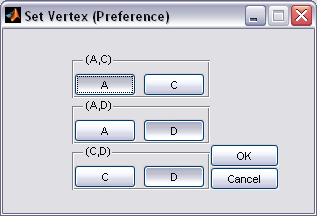 Set Vertex (Preference)
(A,C)
A C
(A,D)
A D
(C,D)
C D
OK
Cancel